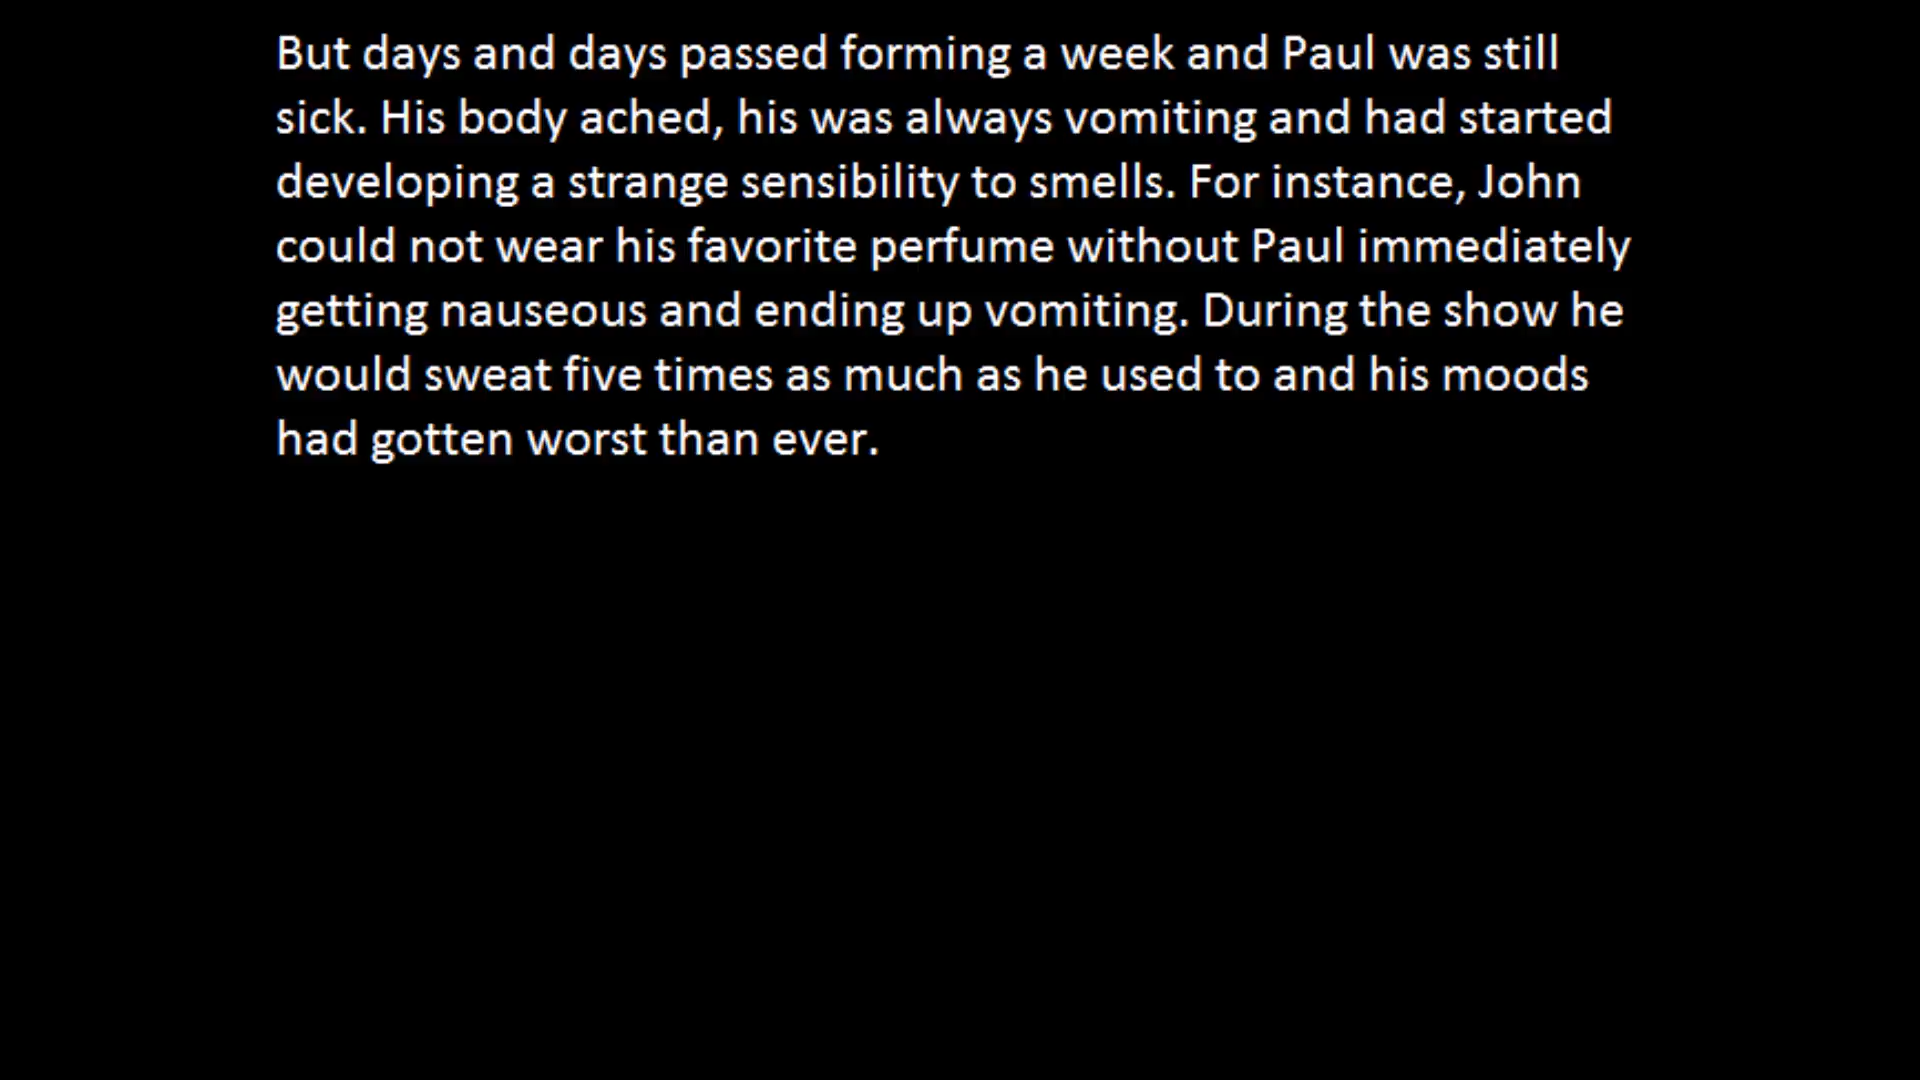 But days and days passed forming a week and Paul was still
sick. His body ached, his was always vomiting and had started
developing a strange sensibility to smells. For instance, John
could not wear his favorite perfume without Paul immediately
getting nauseous and ending up vomiting. During the show he
would sweat five times as much as he used to and his moods
had gotten worst than ever.